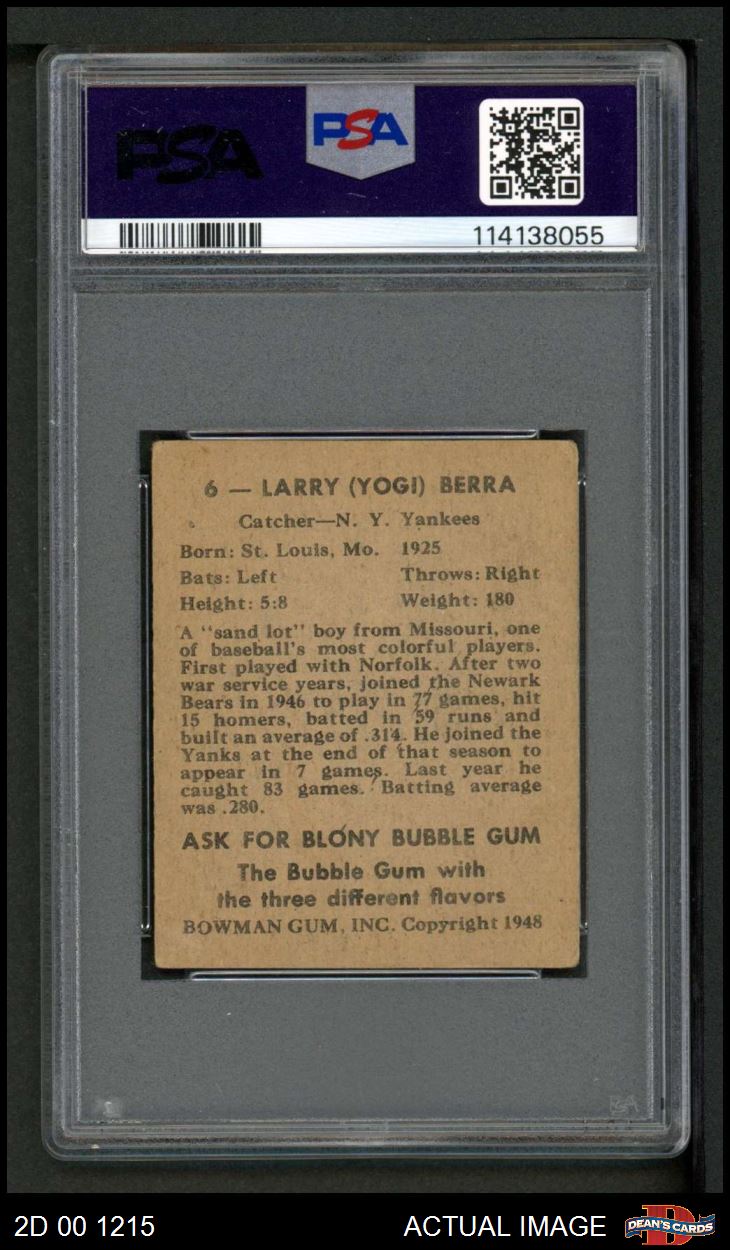 PSA
PSA
114138055
6 — LARRY (YOGI) BERRA
Catcher—N. Y. Yankees
Born: St. Louis, Mo. 1925
Bats: Left Throws: Right
Height: 5:8 Weight: 180
A "sand lot" boy from Missouri, one
of baseball's most colorful players.
First played with Norfolk. After two
war service years, joined the Newark
Bears in 1946 to play in 77 games, hit
15 homers, batted in 59 runs and
built an average of .314. He joined the
Yanks at the end of that season to
appear in 7 games. Last year he
caught 83 games. Batting average
was .280.
ASK FOR BLONY BUBBLE GUM
The Bubble Gum with
the three different flavors
BOWMAN GUM, INC. Copyright 1948
PSA
2D 00 1215 ACTUAL IMAGE DEAN'S CARDS